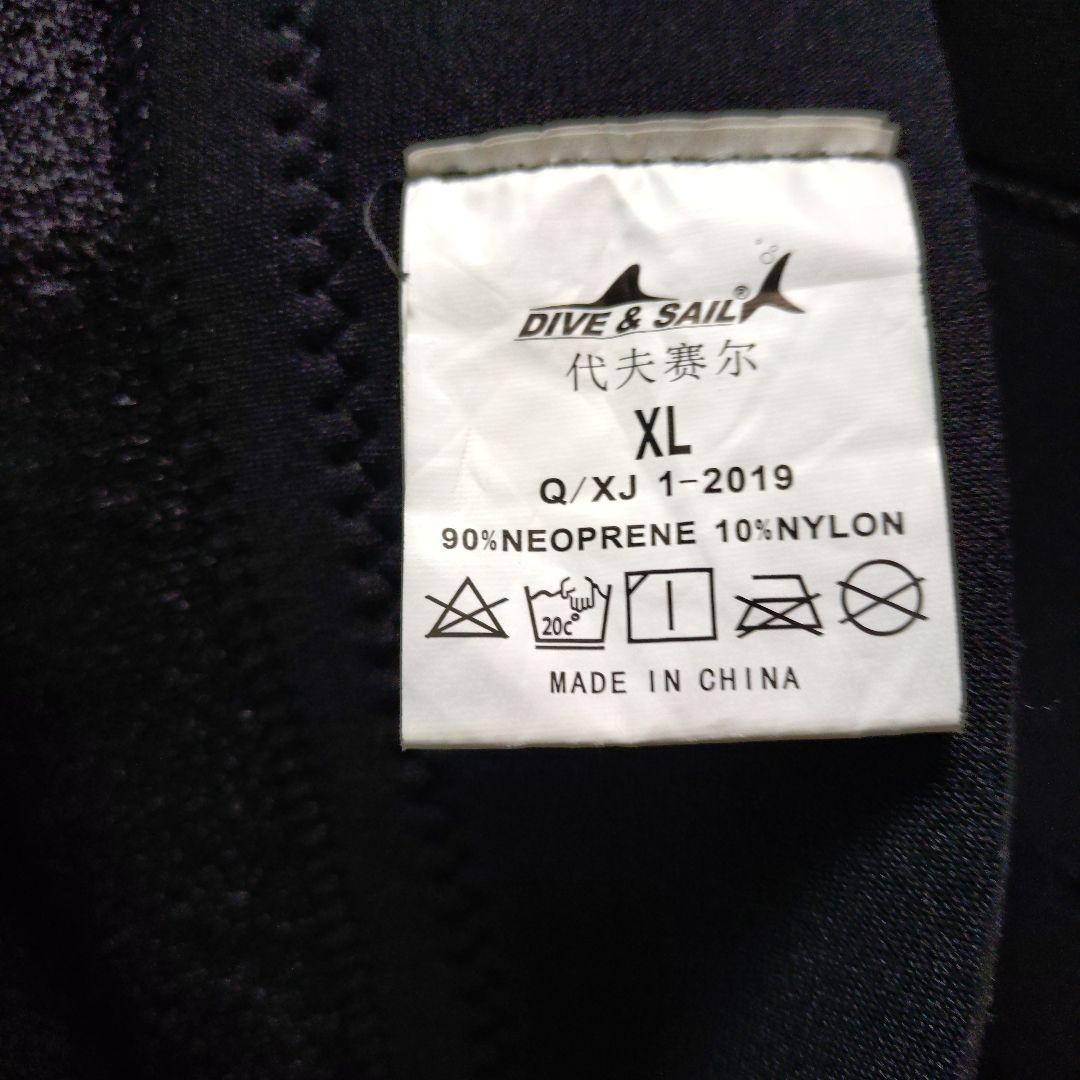 DIVE & SAIL®
代夫赛尔
XL
Q/XJ 1-2019
90%NEOPRENE 10%NYLON
20c°
MADE IN CHINA